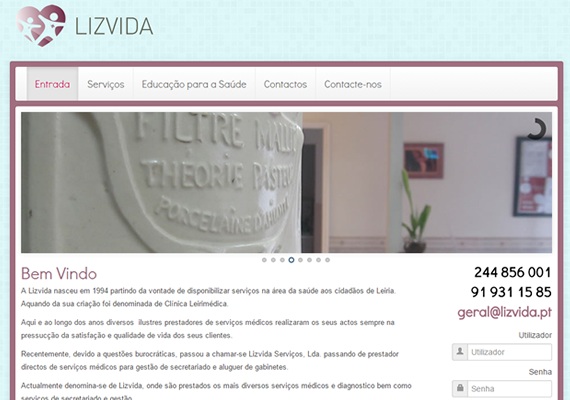 LIZVIDA
Entrada Serviços Educação para a Saúde Contactos Contacte-nos
FILTRE MALLIÉ
THÉORIE PASTEUR
PORCELAINE D'AMIANTE
Bem Vindo
A Lizvida nasceu em 1994 partindo da vontade de disponibilizar serviços na área da saúde aos cidadãos de Leiria.
Aquando da sua criação foi denominada de Clínica Leirimédica.
Aqui e ao longo dos anos diversos ilustres prestadores de serviços médicos realizaram os seus actos sempre na
pressucção da satisfação e qualidade de vida dos seus clientes.
Recentemente, devido a questões burocráticas, passou a chamar-se Lizvida Serviços, Lda. passando de prestador
directos de serviços médicos para gestão de secretariado e aluguer de gabinetes.
Actualmente denomina-se de Lizvida, onde são prestados os mais diversos serviços médicos e diagnostico bem como
serviços de secretariado e gestão
244 856 001
91 931 15 85
geral@lizvida.pt
Utilizador
Utilizador
Senha
Senha